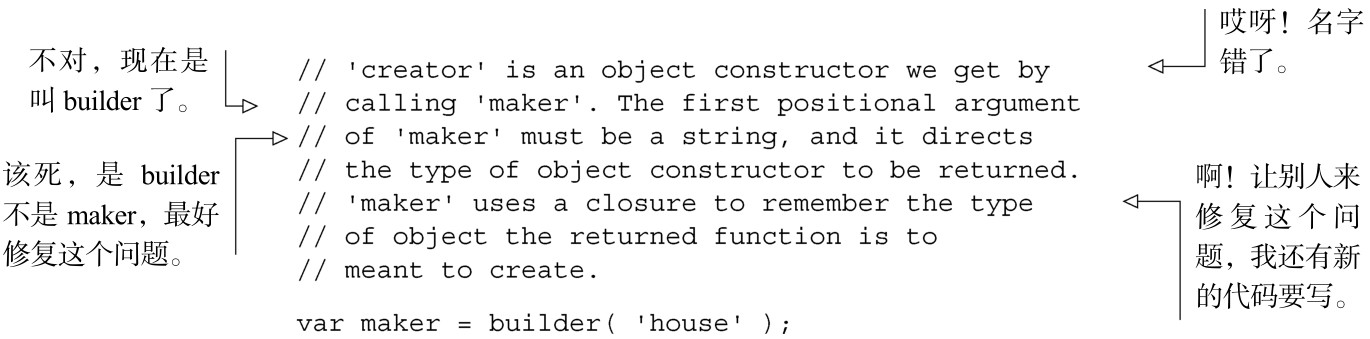 不对，现在是
叫 builder 了。
该死，是 builder
不是 maker，最好
修复这个问题。
// 'creator' is an object constructor we get by
// calling 'maker'. The first positional argument
// of 'maker' must be a string, and it directs
// the type of object constructor to be returned.
// 'maker' uses a closure to remember the type
// of object the returned function is to
// meant to create.
var maker = builder( 'house' );
哎呀！名字
错了。
啊！让别人来
修复这个问
题，我还有新
的代码要写。